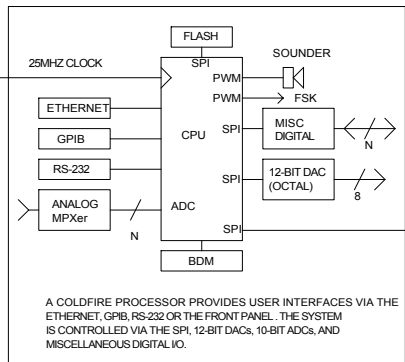 FLASH
SPI
25MHZ CLOCK
PWM
SOUNDER
PWM
FSK
ETHERNET
CPU
SPI
MISC
DIGITAL
N
GPIB
RS-232
SPI
12-BIT DAC
(OCTAL)
8
ANALOG
MPXer
N
ADC
SPI
BDM
A COLDFIRE PROCESSOR PROVIDES USER INTERFACES VIA THE
ETHERNET, GPIB, RS-232 OR THE FRONT PANEL . THE SYSTEM
IS CONTROLLED VIA THE SPI, 12-BIT DACs, 10-BIT ADCs, AND
MISCELLANEOUS DIGITAL I/O.